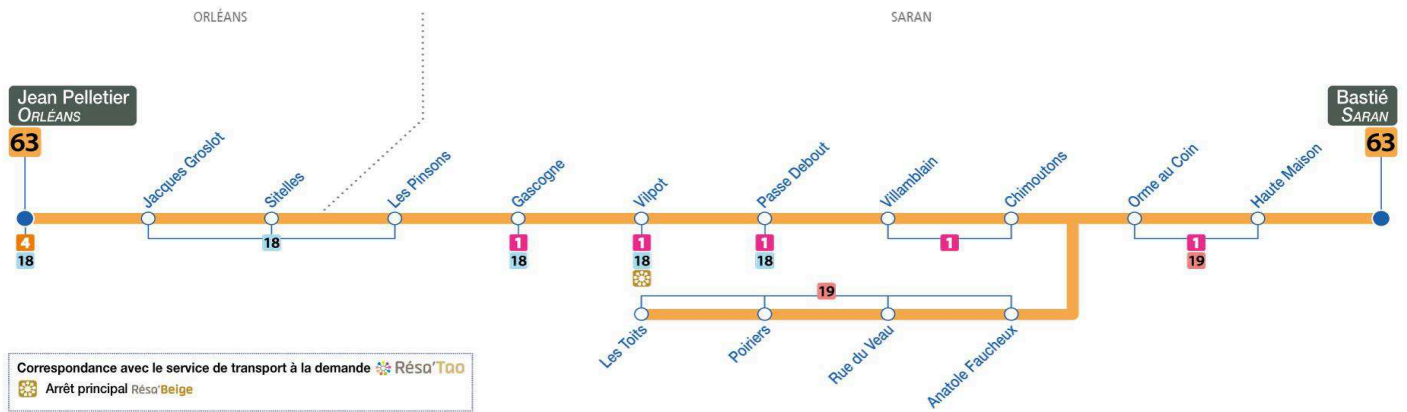 ORLÉANS
SARAN
Jean Pelletier
ORLÉANS
63
Bastié
SARAN
63
Jacques Groslot
Sitelles
Les Pinsons
Gascogne
Vilpot
Passe Debout
Villamblain
Chimoutons
Orme au Coin
Haute Maison
4
18
18
1
18
1
18
1
18
1
1
19
19
Les Toits
Poiriers
Rue du Veau
Anatole Faucheux
Correspondance avec le service de transport à la demande Résa'Tao
Arrêt principal Résa'Beige